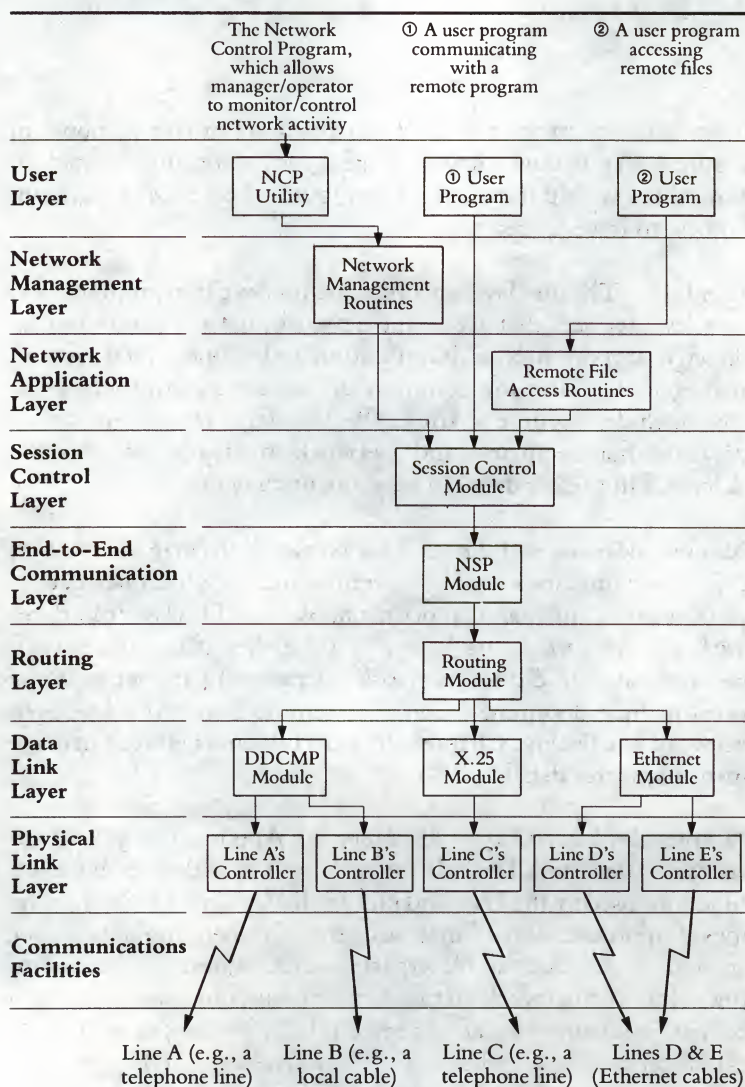 The Network
Control Program,
which allows
manager/operator
to monitor/control
network activity
① A user program
communicating
with a
remote program
② A user program
accessing
remote files
User
Layer
NCP
Utility
① User
Program
② User
Program
Network
Management
Layer
Network
Management
Routines
Network
Application
Layer
Remote File
Access Routines
Session
Control
Layer
Session Control
Module
End-to-End
Communication
Layer
NSP
Module
Routing
Layer
Routing
Module
Data
Link
Layer
DDCMP
Module
X.25
Module
Ethernet
Module
Physical
Link
Layer
Line A's
Controller
Line B's
Controller
Line C's
Controller
Line D's
Controller
Line E's
Controller
Communications
Facilities
Line A (e.g., a
telephone line)
Line B (e.g., a
local cable)
Line C (e.g., a
telephone line)
Lines D & E
(Ethernet cables)